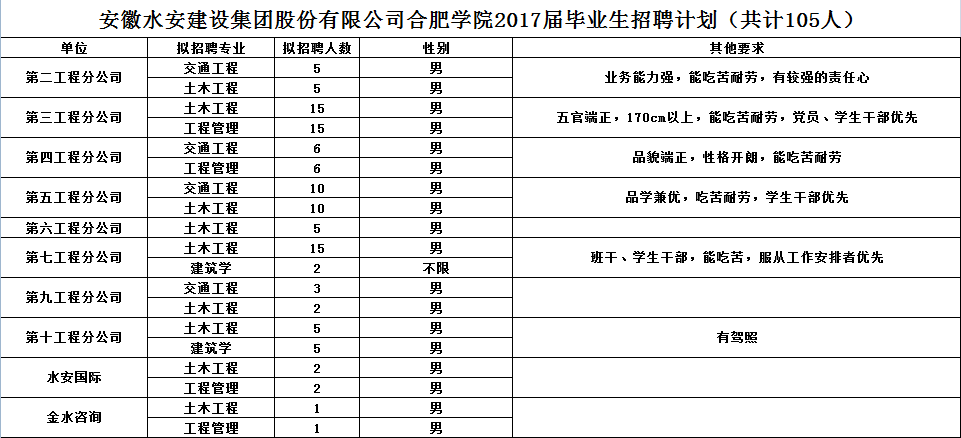 安徽水安建设集团股份有限公司合肥学院2017届毕业生招聘计划（共计105人）
单位 拟招聘专业 拟招聘人数 性别 其他要求
第二工程分公司 交通工程 5 男 业务能力强，能吃苦耐劳，有较强的责任心
土木工程 5 男
第三工程分公司 土木工程 15 男 五官端正，170cm以上，能吃苦耐劳，党员、学生干部优先
工程管理 15 男
第四工程分公司 交通工程 6 男 品貌端正，性格开朗，能吃苦耐劳
工程管理 6 男
第五工程分公司 交通工程 10 男 品学兼优，吃苦耐劳，学生干部优先
土木工程 10 男
第六工程分公司 土木工程 5 男
第七工程分公司 土木工程 15 男 班干、学生干部，能吃苦，服从工作安排者优先
建筑学 2 不限
第九工程分公司 交通工程 3 男
土木工程 2 男
第十工程分公司 土木工程 5 男 有驾照
建筑学 5 男
水安国际 土木工程 2 男
工程管理 2 男
金水咨询 土木工程 1 男
工程管理 1 男